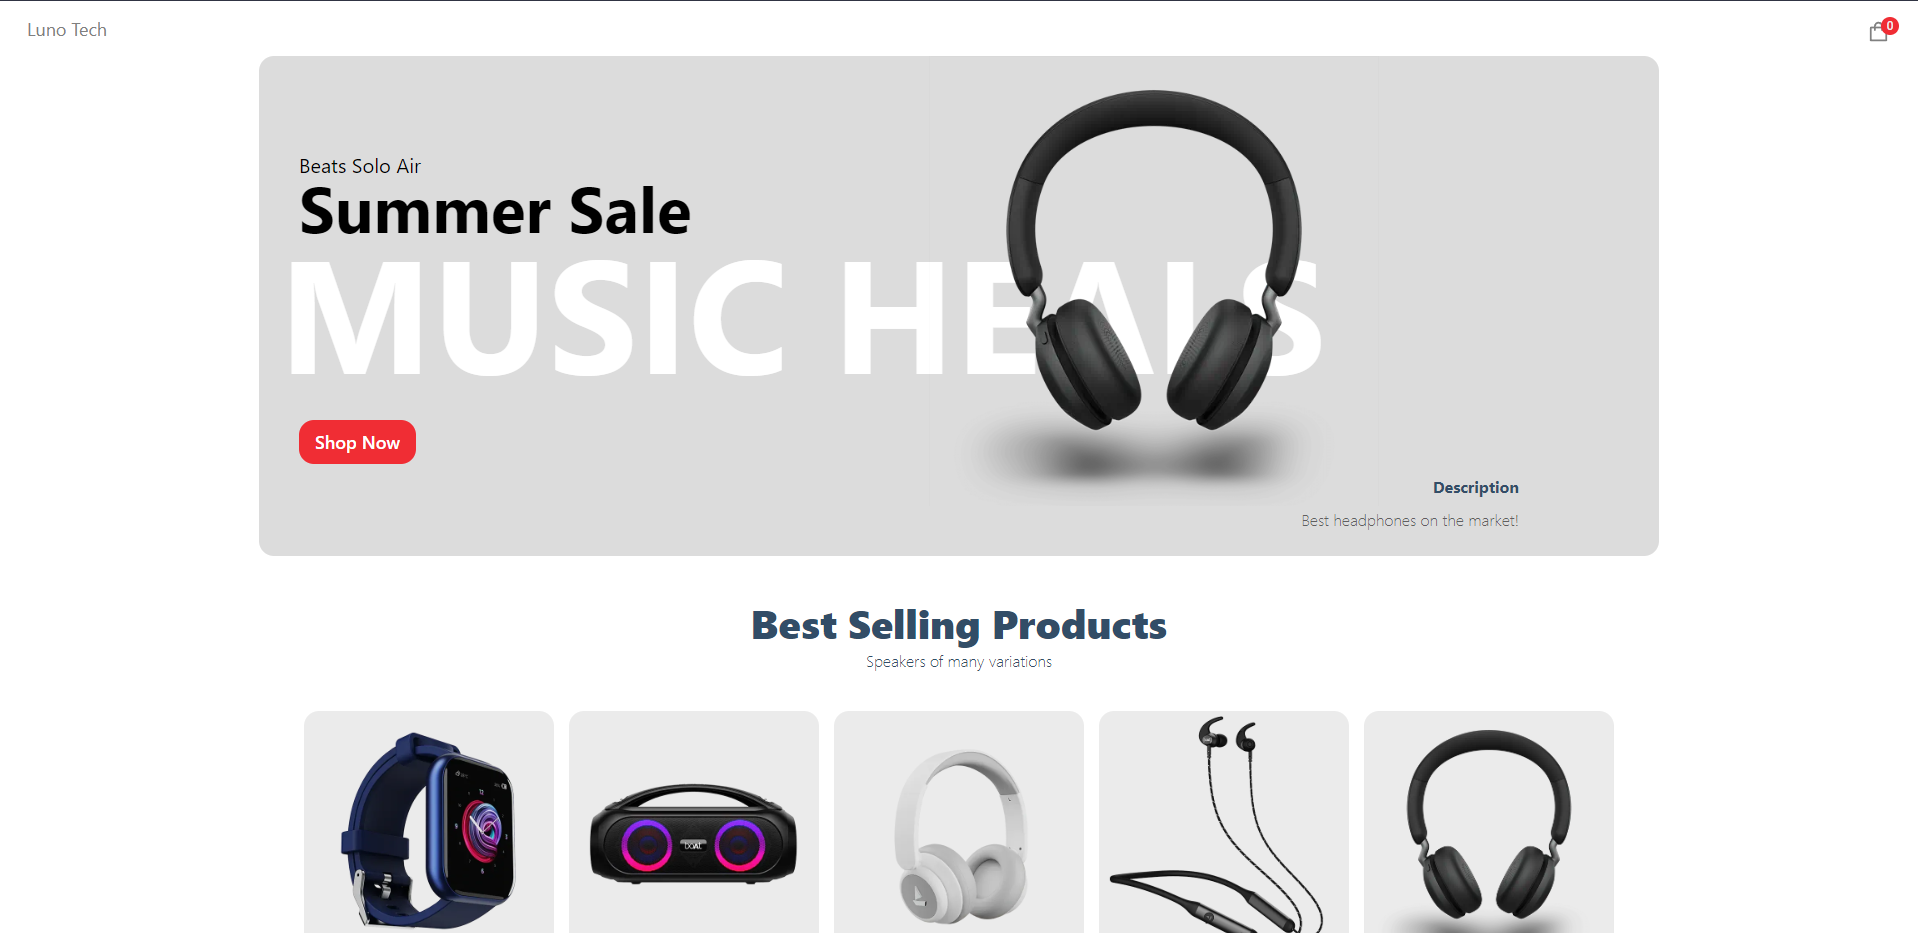 Luno Tech
0
Beats Solo Air
Summer Sale
MUSIC HEALS
Shop Now
Description
Best headphones on the market!
Best Selling Products
Speakers of many variations